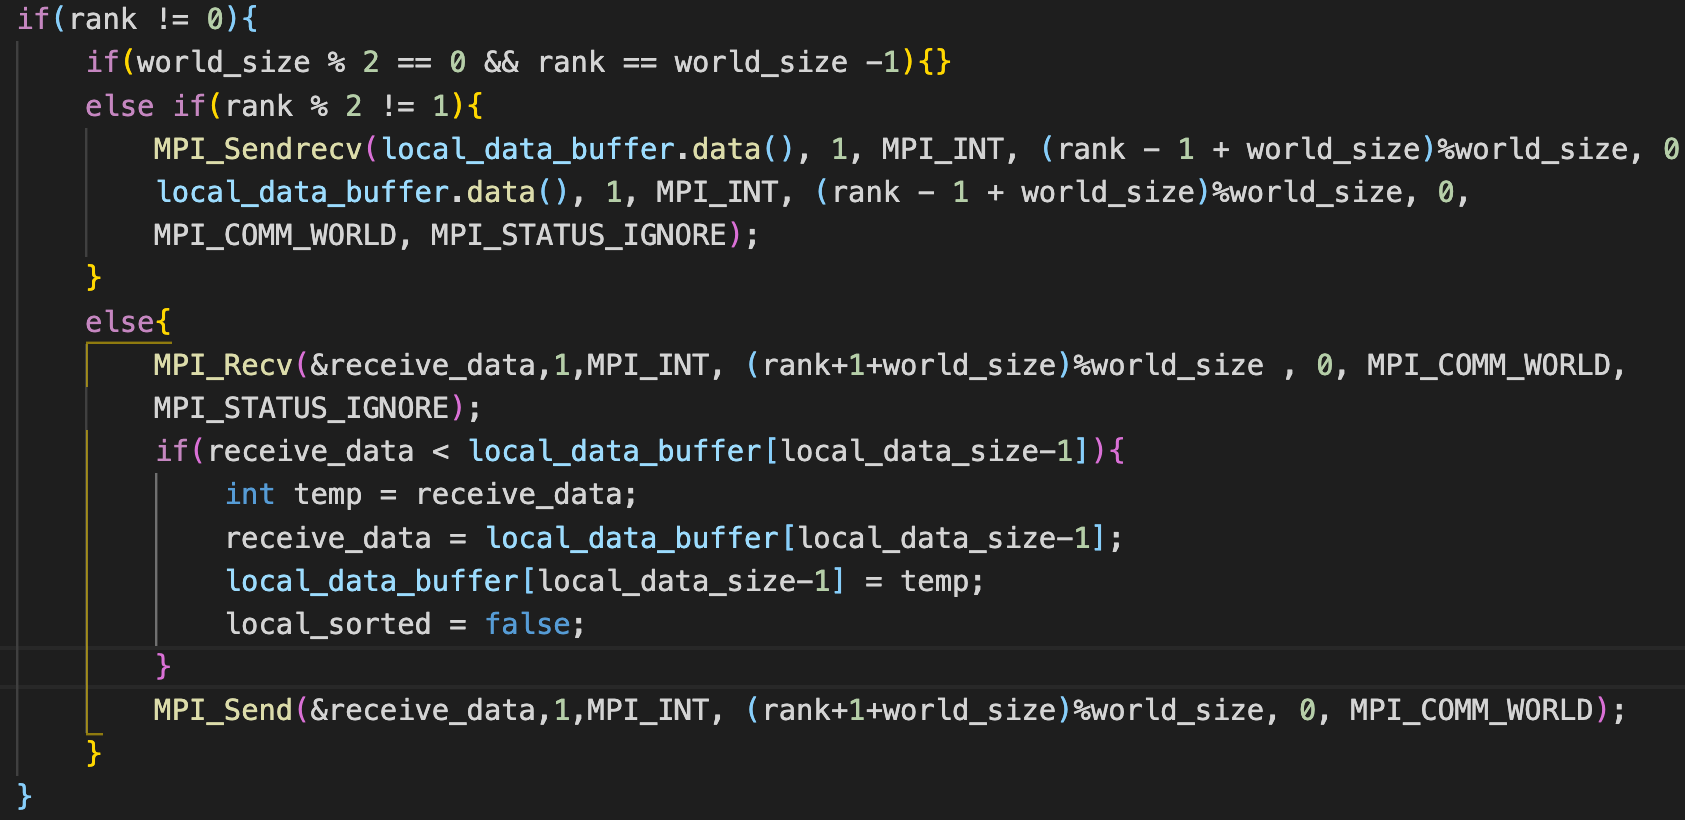 if(rank != 0){
    if(world_size % 2 == 0 && rank == world_size -1){}
    else if(rank % 2 != 1){
        MPI_Sendrecv(local_data_buffer.data(), 1, MPI_INT, (rank - 1 + world_size)%world_size, 0
        local_data_buffer.data(), 1, MPI_INT, (rank - 1 + world_size)%world_size, 0,
        MPI_COMM_WORLD, MPI_STATUS_IGNORE);
    }
    else{
        MPI_Recv(&receive_data,1,MPI_INT, (rank+1+world_size)%world_size , 0, MPI_COMM_WORLD,
        MPI_STATUS_IGNORE);
        if(receive_data < local_data_buffer[local_data_size-1]){
            int temp = receive_data;
            receive_data = local_data_buffer[local_data_size-1];
            local_data_buffer[local_data_size-1] = temp;
            local_sorted = false;
        }
        MPI_Send(&receive_data,1,MPI_INT, (rank+1+world_size)%world_size, 0, MPI_COMM_WORLD);
    }
}